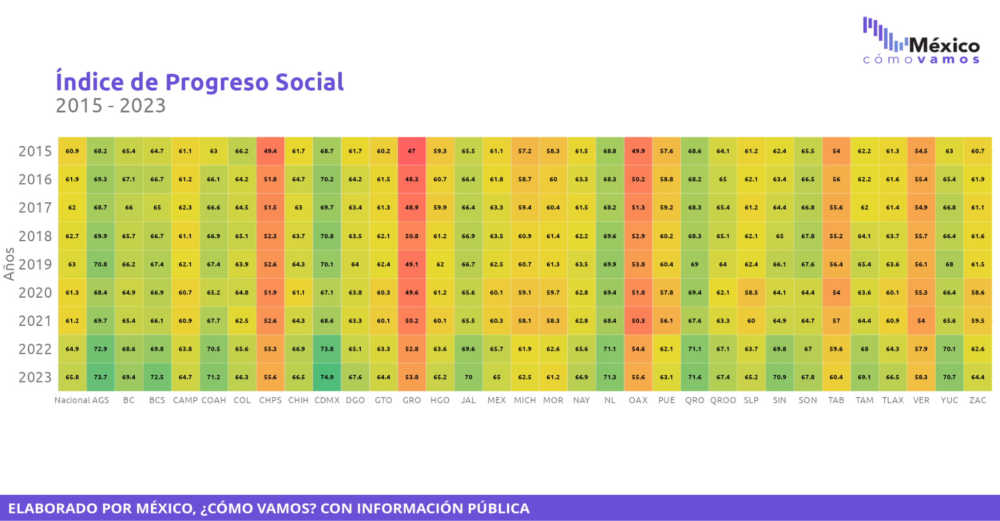 México
cómo vamos
Índice de Progreso Social
2015 - 2023
Años
2015 60.9 68.2 65.4 64.7 61.1 63 66.2 49.4 61.7 68.7 61.7 60.2 47 59.3 65.5 61.1 57.2 58.3 61.5 68.8 49.9 57.6 68.6 64.1 61.2 62.4 65.5 54 62.2 61.3 54.5 63 60.7
2016 61.9 69.3 67.1 66.7 61.2 66.1 64.2 51.8 64.7 70.2 64.2 61.5 48.3 60.7 66.4 61.8 58.7 60 63.3 68.3 50.2 58.8 68.2 65 62.1 63.4 66.5 56 62.2 61.6 55.4 65.4 61.9
2017 62 68.7 66 65 62.3 66.6 64.5 51.5 63 69.7 63.4 61.3 48.9 59.9 66.4 63.3 59.4 60.4 61.5 68.2 51.3 59.2 68.3 65.4 61.2 64.4 66.8 55.6 62 61.4 54.9 66.8 61.1
2018 62.7 69.9 65.7 66.7 61.1 66.9 65.1 52.3 63.7 70.8 63.5 62.1 50.8 61.2 66.9 63.5 60.9 61.4 62.2 69.6 52.9 60.2 68.3 65.1 62.1 65 67.8 55.2 64.1 63.7 55.7 66.4 61.6
2019 63 70.8 66.2 67.4 62.1 67.4 63.9 52.6 64.3 70.1 64 62.4 49.1 62 66.7 62.5 60.7 61.3 63.5 69.9 53.8 60.4 69 64 62.4 66.1 67.6 56.4 65.4 63.6 56.1 68 61.5
2020 61.3 68.4 64.9 66.9 60.7 65.2 64.8 51.9 61.1 67.1 63.8 60.3 49.6 61.2 65.6 60.1 59.1 59.7 62.8 69.4 51.8 57.8 69.4 62.1 58.5 64.1 64.4 54 63.6 60.1 55.3 66.4 58.6
2021 61.2 69.7 65.4 66.1 60.9 67.7 62.5 52.6 64.3 68.6 63.3 60.1 50.2 60.1 65.5 60.3 58.1 58.3 62.8 68.4 50.3 56.1 67.6 63.3 60 64.9 64.7 57 64.4 60.9 54 65.6 59.5
2022 64.9 72.9 68.6 69.8 63.8 70.5 65.6 55.3 66.9 73.8 65.1 63.3 52.8 63.6 69.6 65.7 61.9 62.6 65.6 71.1 54.6 62.1 71.1 67.1 63.7 69.8 67 59.6 68 64.3 57.9 70.1 62.6
2023 65.8 73.7 69.4 72.5 64.7 71.2 66.3 55.6 66.5 74.9 67.6 64.4 53.8 65.2 70 65 62.5 61.2 66.9 71.3 55.6 63.1 71.6 67.4 65.2 70.9 67.8 60.4 69.1 66.5 58.3 70.7 64.4
Nacional AGS BC BCS CAMP COAH COL CHPS CHIH CDMX DGO GTO GRO HGO JAL MEX MICH MOR NAY NL OAX PUE QRO QROO SLP SIN SON TAB TAM TLAX VER YUC ZAC
ELABORADO POR MÉXICO, ¿CÓMO VAMOS? CON INFORMACIÓN PÚBLICA